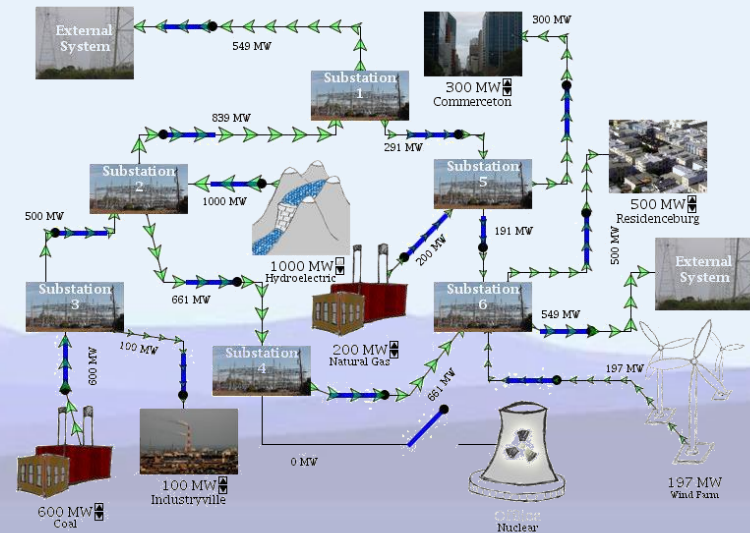 External
System
549 MW
300 MW
300 MW
Commerceton
Substation
1
839 MW
291 MW
Substation
2
1000 MW
Substation
5
500 MW
Residenceburg
500 MW
191 MW
200 MW
500 MW
External
System
1000 MW
Hydroelectric
661 MW
Substation
3
Substation
6
549 MW
100 MW
600 MW
Substation
4
200 MW
Natural Gas
661 MW
197 MW
0 MW
100 MW
Industryville
600 MW
Coal
Offline
Nuclear
197 MW
Wind Farm